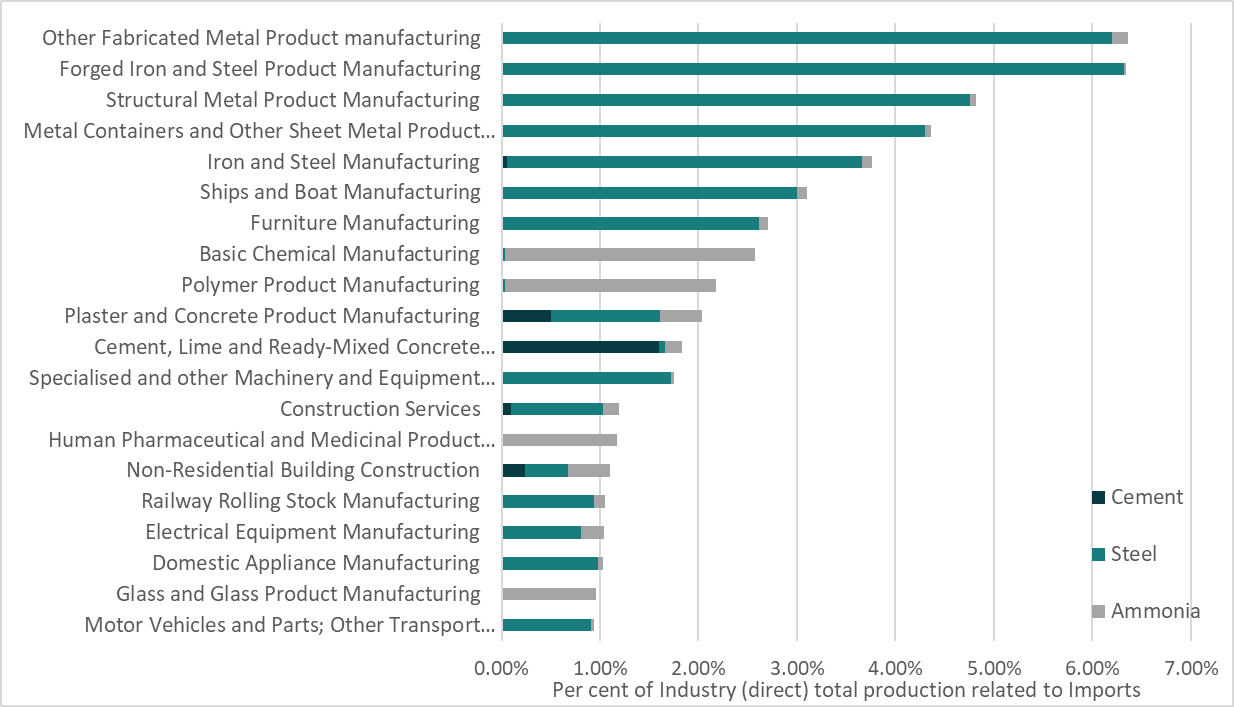 Other Fabricated Metal Product manufacturing
Forged Iron and Steel Product Manufacturing
Structural Metal Product Manufacturing
Metal Containers and Other Sheet Metal Product...
Iron and Steel Manufacturing
Ships and Boat Manufacturing
Furniture Manufacturing
Basic Chemical Manufacturing
Polymer Product Manufacturing
Plaster and Concrete Product Manufacturing
Cement, Lime and Ready-Mixed Concrete...
Specialised and other Machinery and Equipment...
Construction Services
Human Pharmaceutical and Medicinal Product...
Non-Residential Building Construction
Railway Rolling Stock Manufacturing
Electrical Equipment Manufacturing
Domestic Appliance Manufacturing
Glass and Glass Product Manufacturing
Motor Vehicles and Parts; Other Transport...
Cement
Steel
Ammonia
0.00% 1.00% 2.00% 3.00% 4.00% 5.00% 6.00% 7.00%
Per cent of Industry (direct) total production related to Imports